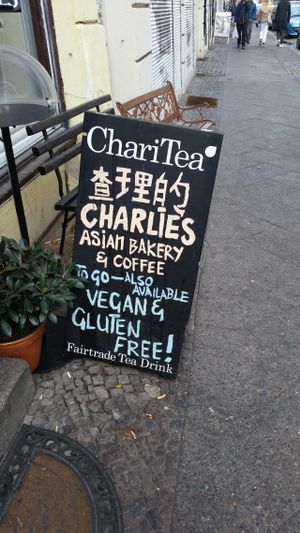 ChariTea
查理的
CHARLIES
ASIAN BAKERY
& COFFEE
TO GO — ALSO
AVAILABLE
VEGAN &
GLUTEN
FREE!
Fairtrade Tea Drink